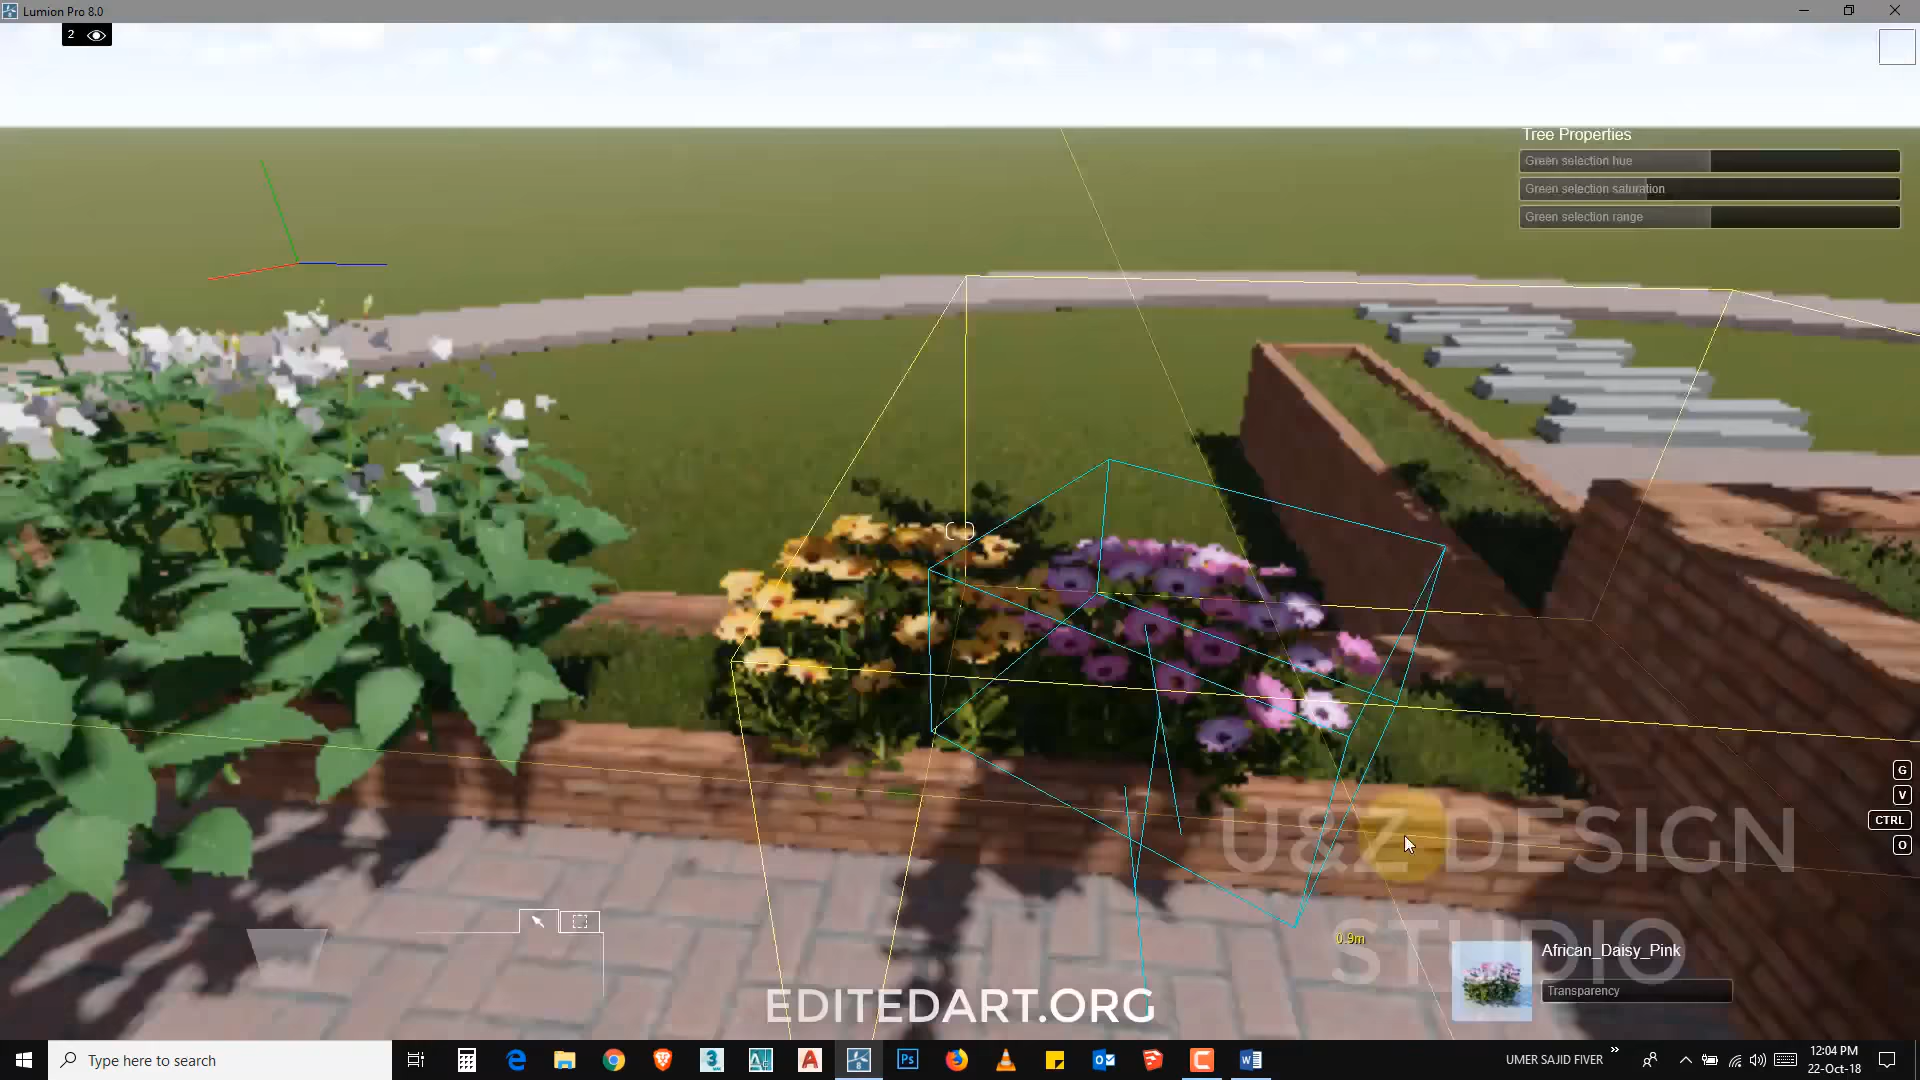 Lumion Pro 8.0
2
Tree Properties
Green selection hue
Green selection saturation
Green selection range
G
V
CTRL
O
U&Z DESIGN
STUDIO
0.9m
African_Daisy_Pink
Transparency
EDITEDART.ORG
Type here to search
UMER SAJID FIVER
12:04 PM
22-Oct-18